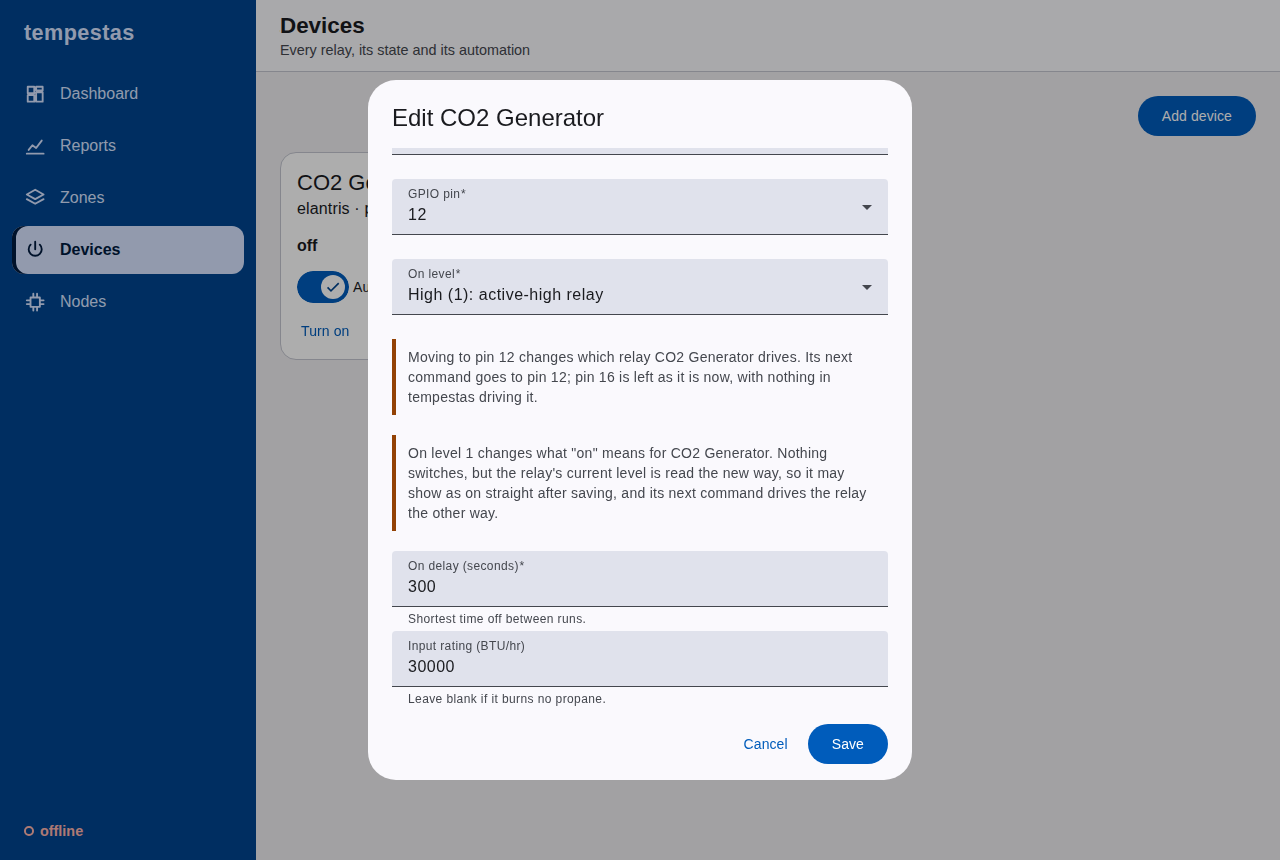 tempestas
Dashboard
Reports
Zones
Devices
Nodes
offline
Devices
Every relay, its state and its automation
Add device
CO2
elantris ·
off
Turn on
Edit CO2 Generator
GPIO pin*
12
On level*
High (1): active-high relay
Moving to pin 12 changes which relay CO2 Generator drives. Its next
command goes to pin 12; pin 16 is left as it is now, with nothing in
tempestas driving it.
On level 1 changes what "on" means for CO2 Generator. Nothing
switches, but the relay's current level is read the new way, so it may
show as on straight after saving, and its next command drives the relay
the other way.
On delay (seconds)*
300
Shortest time off between runs.
Input rating (BTU/hr)
30000
Leave blank if it burns no propane.
Cancel
Save